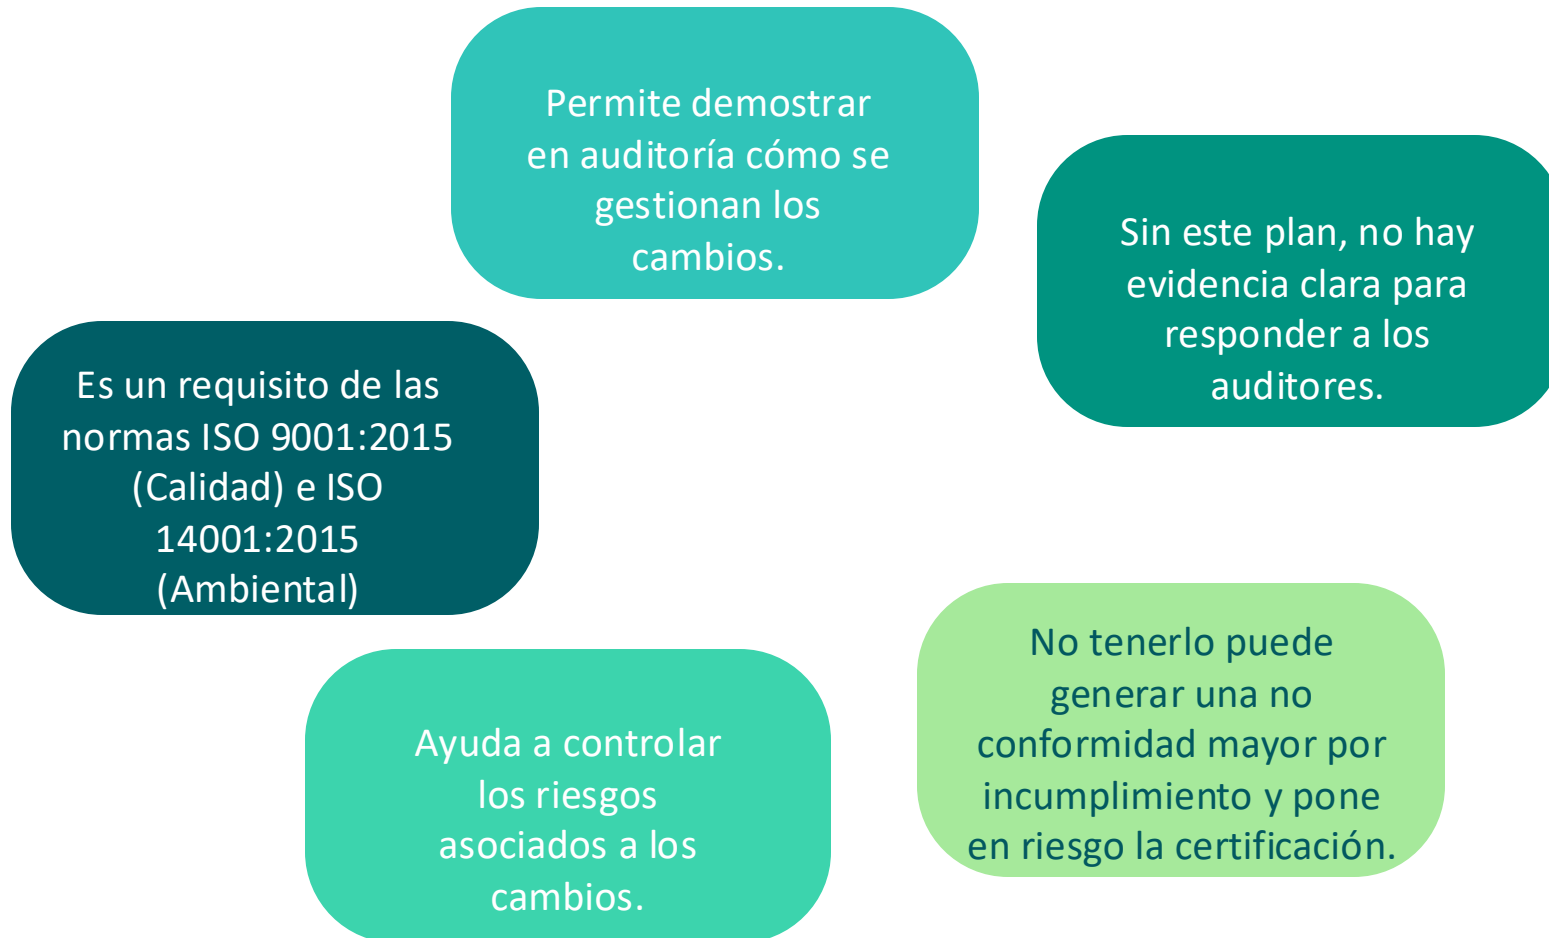 Permite demostrar
en auditoría cómo se
gestionan los
cambios.
Sin este plan, no hay
evidencia clara para
responder a los
auditores.
Es un requisito de las
normas ISO 9001:2015
(Calidad) e ISO
14001:2015
(Ambiental)
No tenerlo puede
generar una no
conformidad mayor por
incumplimiento y pone
en riesgo la certificación.
Ayuda a controlar
los riesgos
asociados a los
cambios.